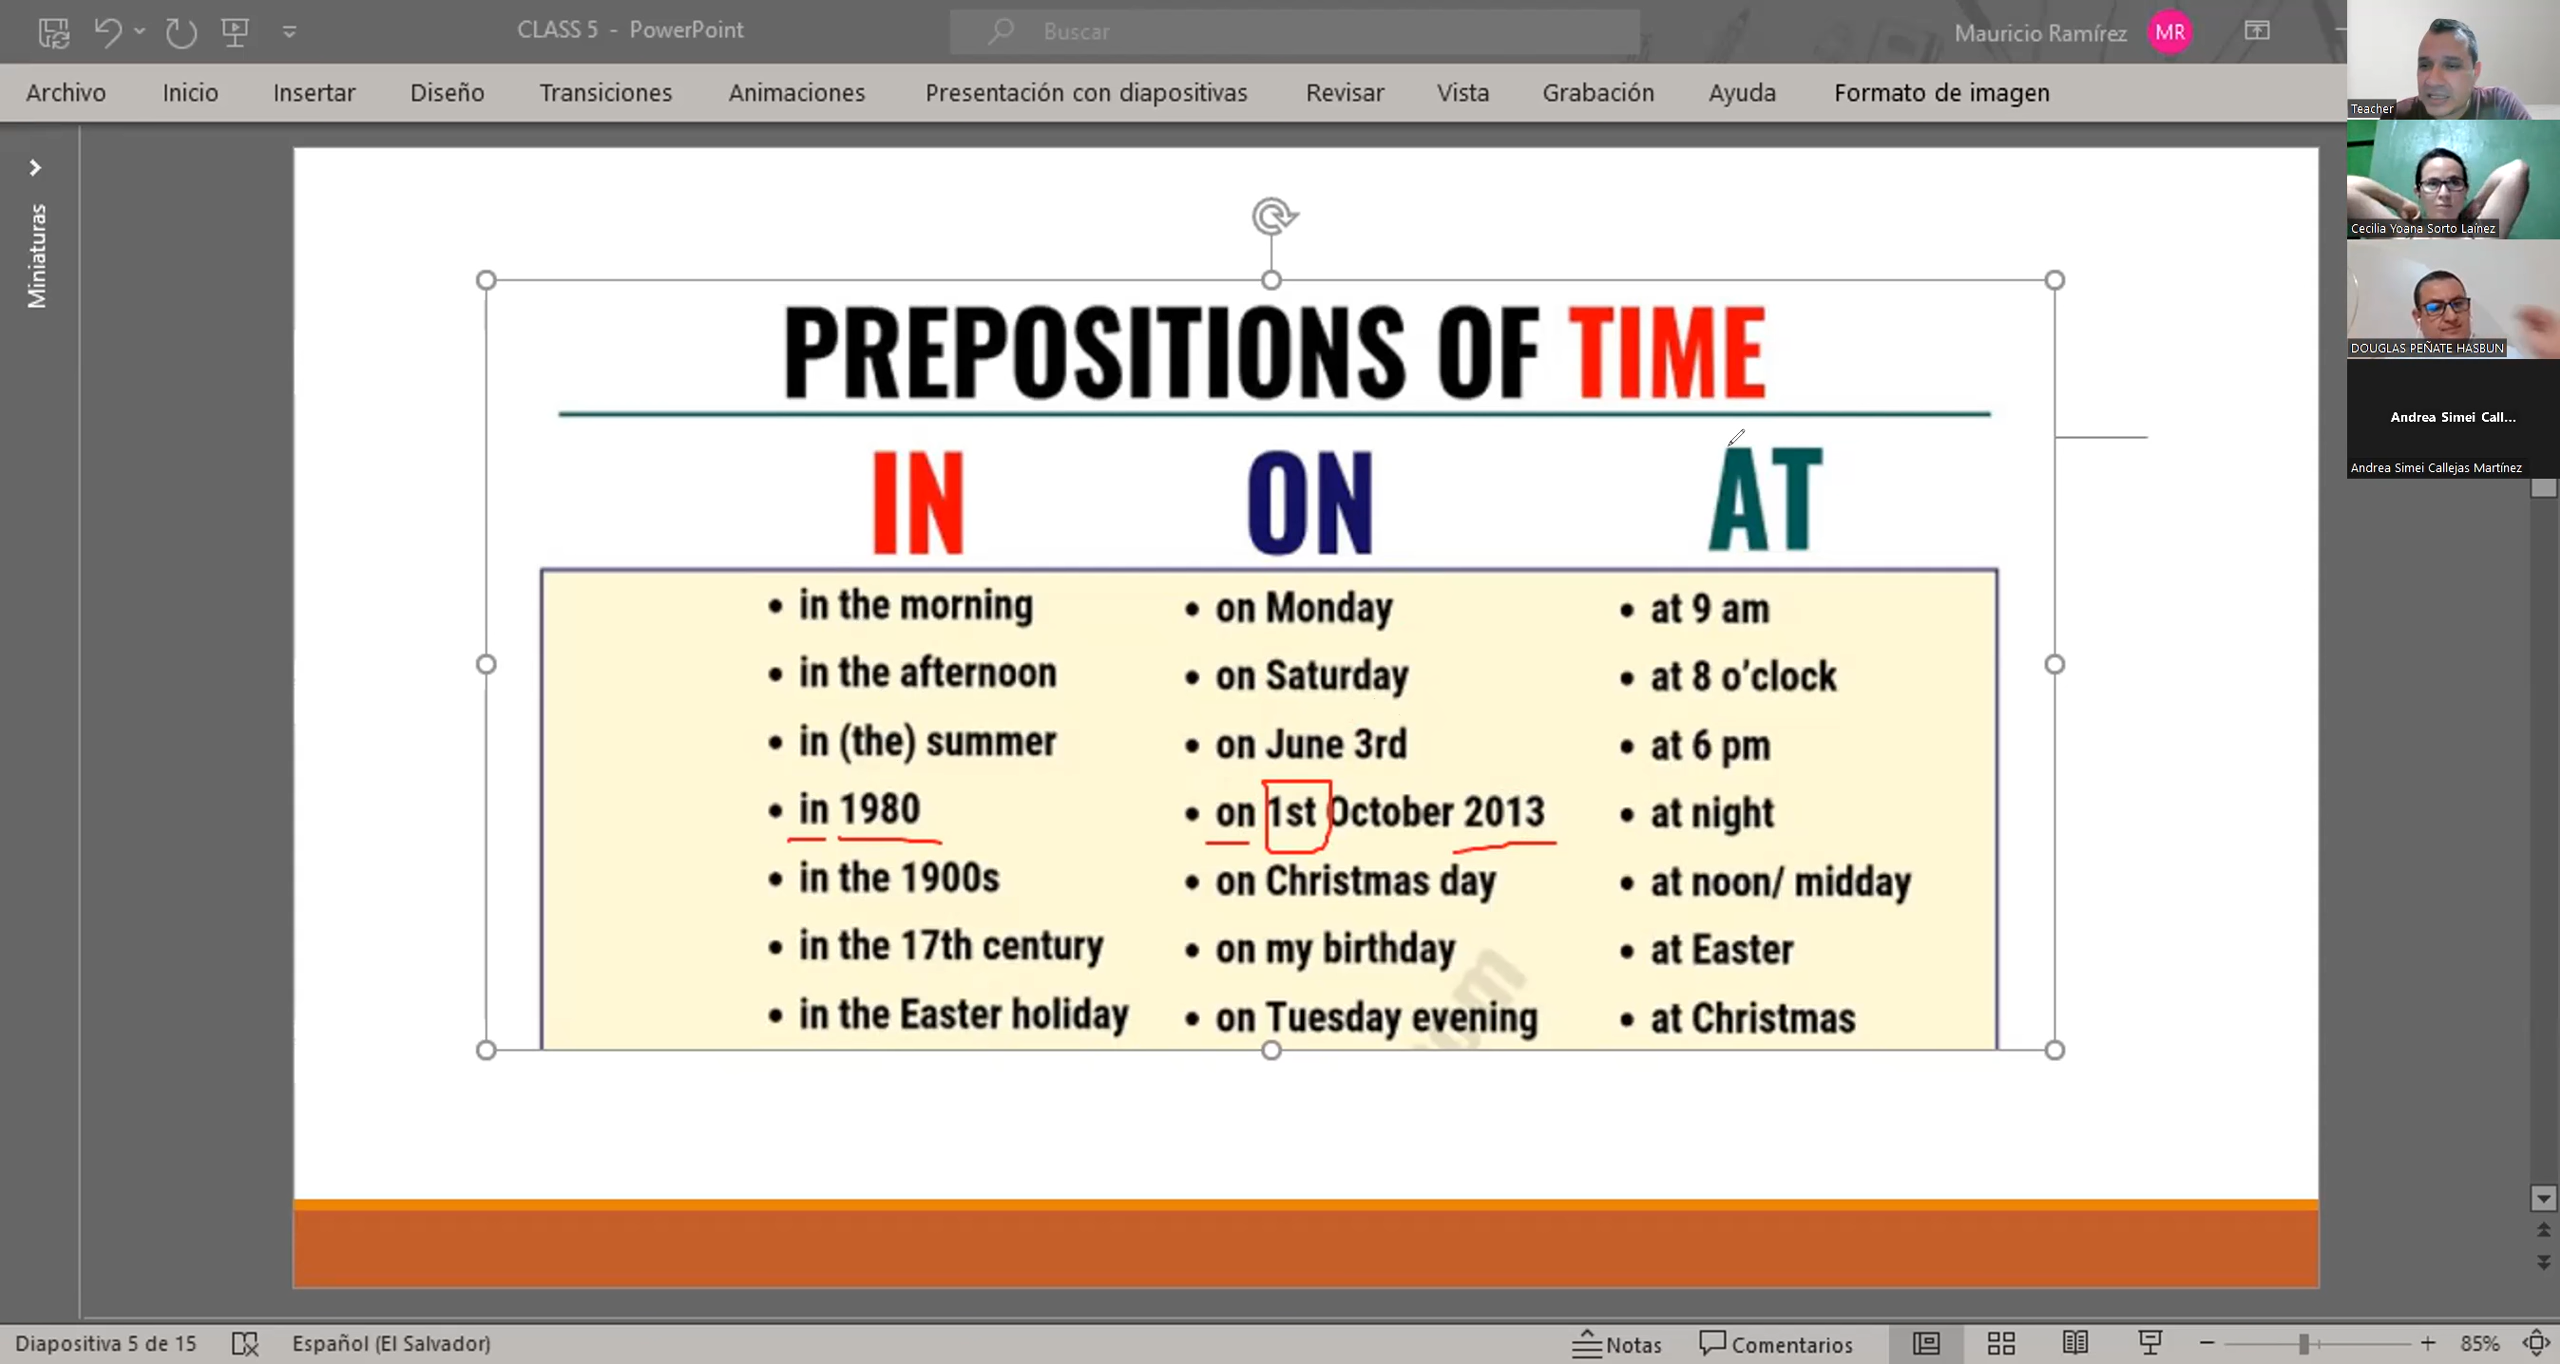 CLASS 5 - PowerPoint
Buscar
Mauricio Ramírez
MR
Archivo Inicio Insertar Diseño Transiciones Animaciones Presentación con diapositivas Revisar Vista Grabación Ayuda Formato de imagen
Teacher
Cecilia Yoana Sorto Laínez
DOUGLAS PEÑATE HASBUN
Andrea Simei Call...
Andrea Simei Callejas Martínez
Miniaturas
PREPOSITIONS OF TIME
IN
• in the morning
• in the afternoon
• in (the) summer
• in 1980
• in the 1900s
• in the 17th century
• in the Easter holiday
ON
• on Monday
• on Saturday
• on June 3rd
• on 1st October 2013
• on Christmas day
• on my birthday
• on Tuesday evening
AT
• at 9 am
• at 8 o’clock
• at 6 pm
• at night
• at noon/ midday
• at Easter
• at Christmas
Diapositiva 5 de 15 Español (El Salvador) Notas Comentarios 85%